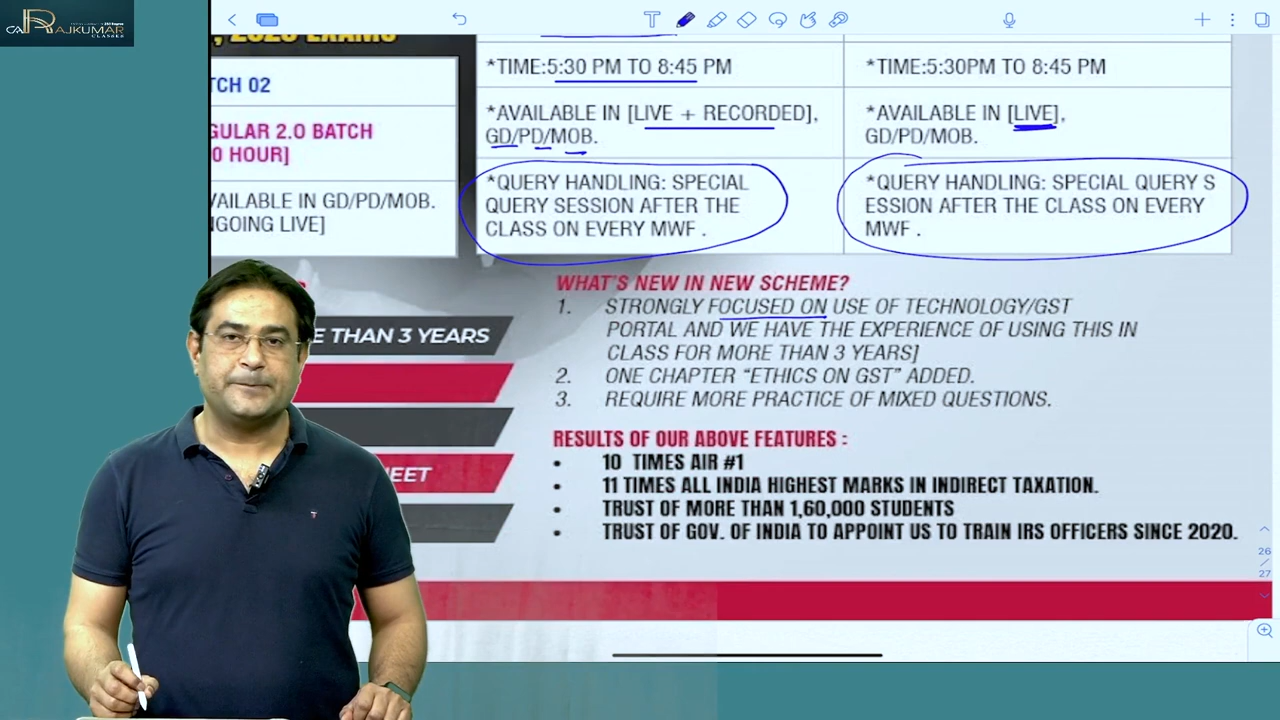 CA RAJKUMAR
CLASSES
, 2023 EXAMS
TCH 02
GULAR 2.O BATCH
0 HOUR]
VAILABLE IN GD/PD/MOB.
NGOING LIVE]
*TIME:5:30 PM TO 8:45 PM
*AVAILABLE IN [LIVE + RECORDED],
GD/PD/MOB.
*QUERY HANDLING: SPECIAL
QUERY SESSION AFTER THE
CLASS ON EVERY MWF .
*TIME:5:30PM TO 8:45 PM
*AVAILABLE IN [LIVE],
GD/PD/MOB.
*QUERY HANDLING: SPECIAL QUERY S
ESSION AFTER THE CLASS ON EVERY
MWF .
E THAN 3 YEARS
HEET
WHAT'S NEW IN NEW SCHEME?
1. STRONGLY FOCUSED ON USE OF TECHNOLOGY/GST
PORTAL AND WE HAVE THE EXPERIENCE OF USING THIS IN
CLASS FOR MORE THAN 3 YEARS]
2. ONE CHAPTER “ETHICS ON GST” ADDED.
3. REQUIRE MORE PRACTICE OF MIXED QUESTIONS.
RESULTS OF OUR ABOVE FEATURES :
• 10 TIMES AIR #1
• 11 TIMES ALL INDIA HIGHEST MARKS IN INDIRECT TAXATION.
• TRUST OF MORE THAN 1,60,000 STUDENTS
• TRUST OF GOV. OF INDIA TO APPOINT US TO TRAIN IRS OFFICERS SINCE 2020.
26
/
27